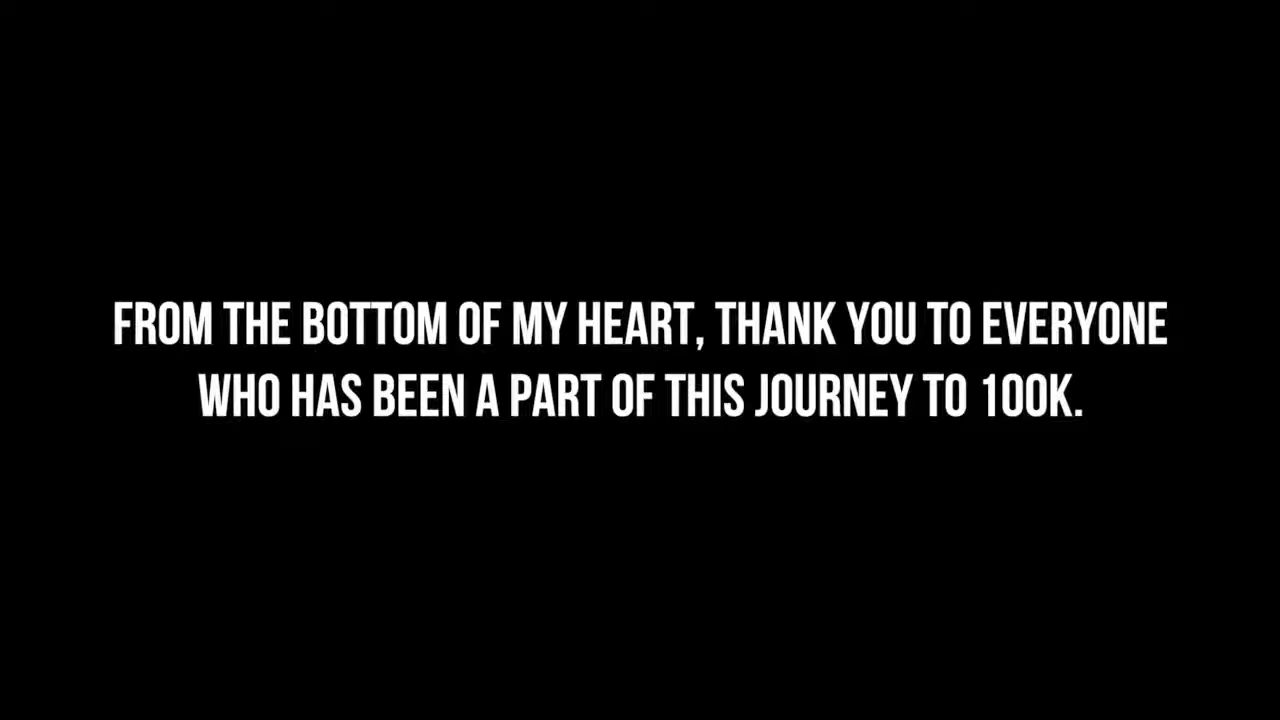 FROM THE BOTTOM OF MY HEART, THANK YOU TO EVERYONE
WHO HAS BEEN A PART OF THIS JOURNEY TO 100K.